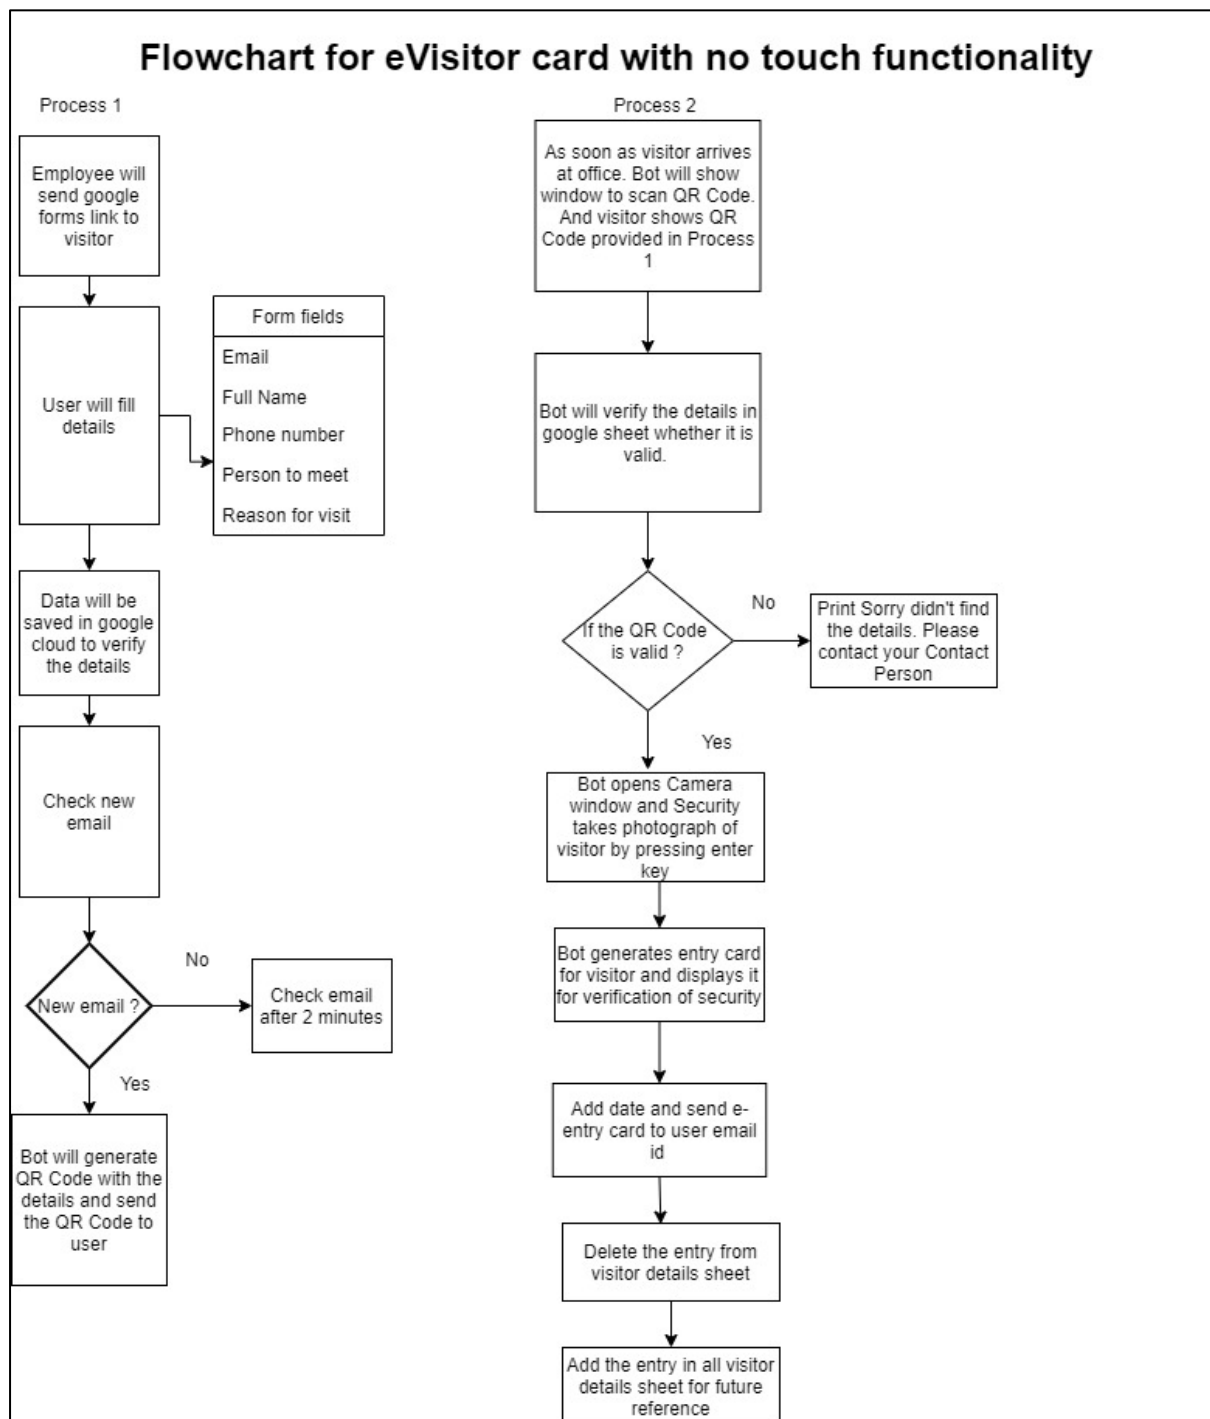 Flowchart for eVisitor card with no touch functionality
Process 1
Employee will
send google
forms link to
visitor
User will fill
details
Form fields
Email
Full Name
Phone number
Person to meet
Reason for visit
Data will be
saved in google
cloud to verify
the details
Check new
email
New email ?
No
Check email
after 2 minutes
Yes
Bot will generate
QR Code with the
details and send
the QR Code to
user
Process 2
As soon as visitor arrives
at office. Bot will show
window to scan QR Code.
And visitor shows QR
Code provided in Process
1
Bot will verify the details in
google sheet whether it is
valid.
If the QR Code
is valid ?
No
Print Sorry didn't find
the details. Please
contact your Contact
Person
Yes
Bot opens Camera
window and Security
takes photograph of
visitor by pressing enter
key
Bot generates entry card
for visitor and displays it
for verification of security
Add date and send e-
entry card to user email
id
Delete the entry from
visitor details sheet
Add the entry in all visitor
details sheet for future
reference